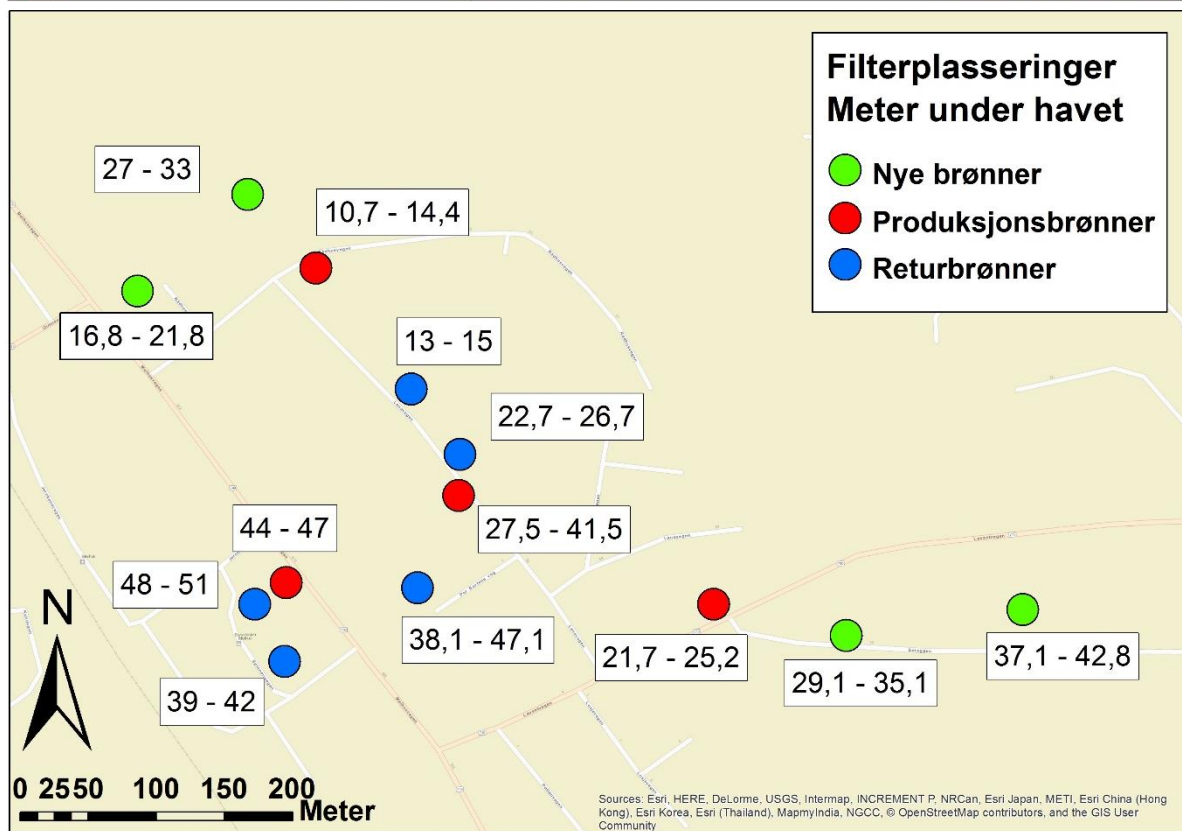 Filterplasseringer
Meter under havet
Nye brønner
Produksjonsbrønner
Returbrønner
27 - 33
10,7 - 14,4
16,8 - 21,8
13 - 15
22,7 - 26,7
27,5 - 41,5
44 - 47
48 - 51
38,1 - 47,1
39 - 42
21,7 - 25,2
29,1 - 35,1
37,1 - 42,8
N
0 25 50 100 150 200
Meter
Sources: Esri, HERE, DeLorme, USGS, Intermap, INCREMENT P, NRCan, Esri Japan, METI, Esri China (Hong
Kong), Esri Korea, Esri (Thailand), MapmyIndia, NGCC, © OpenStreetMap contributors, and the GIS User
Community